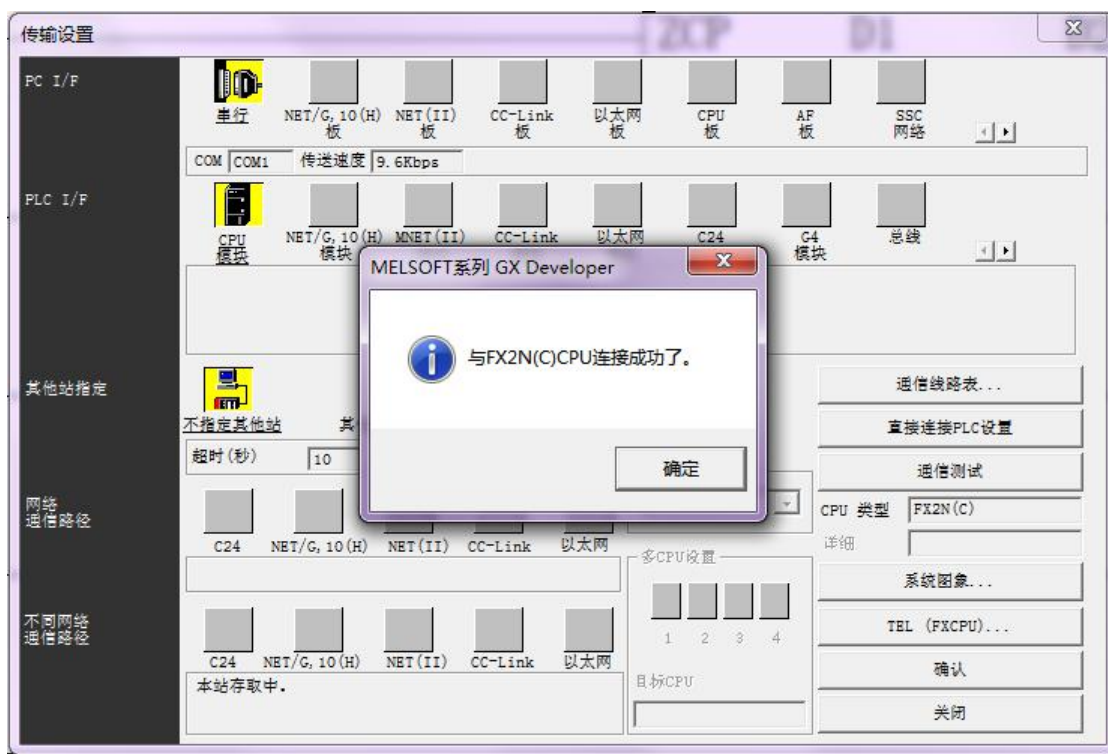 传输设置
ZCP D1
PC I/F
串行
NET/G,10(H)
板
NET(II)
板
CC-Link
板
以太网
板
CPU
板
AF
板
SSC
网络
COM COM1 传送速度 9.6Kbps
PLC I/F
CPU
模块
NET/G,10(H)
模块
MNET(II)
CC-Link
以太网
C24
G4
模块
总线
MELSOFT系列 GX Developer
与FX2N(C)CPU连接成功了。
确定
其他站指定
不指定其他站
其
超时(秒) 10
通信线路表...
直接连接PLC设置
通信测试
CPU 类型 FX2N(C)
详细
系统图象...
TEL (FXCPU)...
确认
关闭
网络
通信路径
C24 NET/G,10(H) NET(II) CC-Link 以太网
多CPU设置
1 2 3 4
目标CPU
不同网络
通信路径
C24 NET/G,10(H) NET(II) CC-Link 以太网
本站存取中.